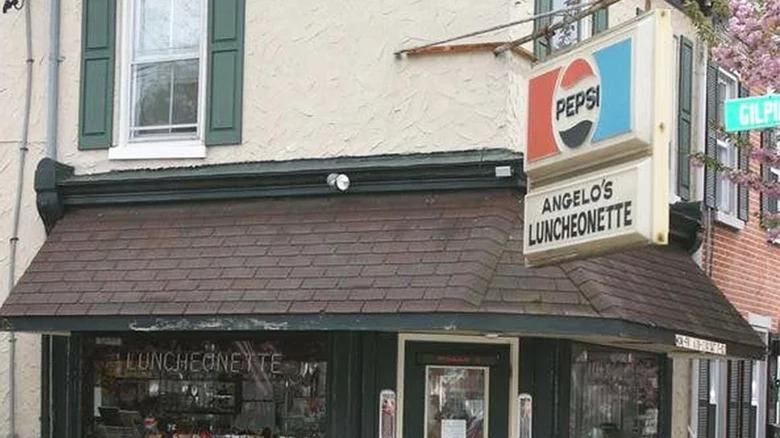 PEPSI
ANGELO'S
LUNCHEONETTE
GILPI
LUNCHEONETTE